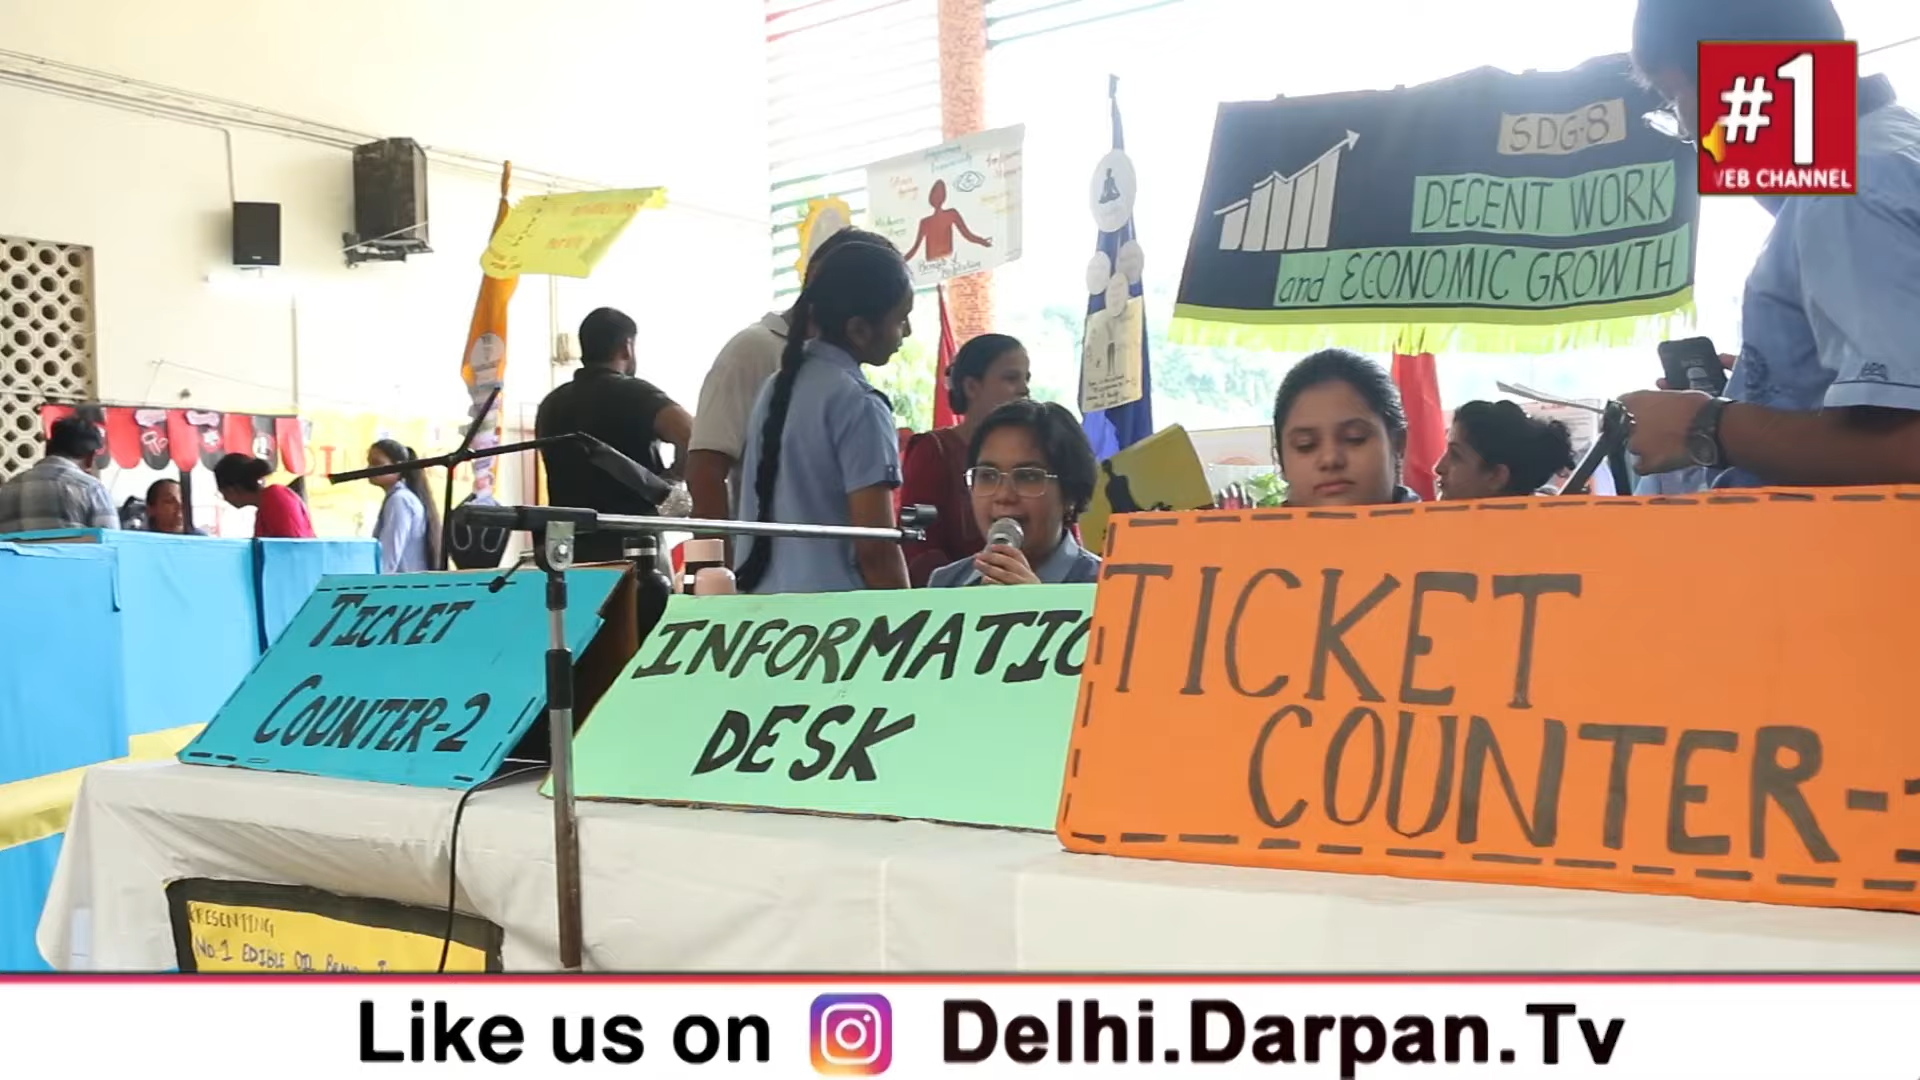 #1
WEB CHANNEL
SDG-8
DECENT WORK
and ECONOMIC GROWTH
TICKET
COUNTER-2
INFORMATIO
DESK
TICKET
COUNTER-1
PRESENTING
NO.1 EDIBLE OIL
Like us on Delhi.Darpan.Tv